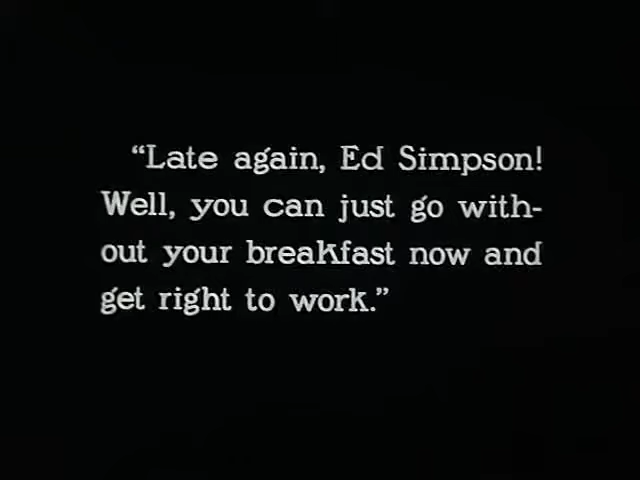 “Late again, Ed Simpson!
Well, you can just go with-
out your breakfast now and
get right to work.”